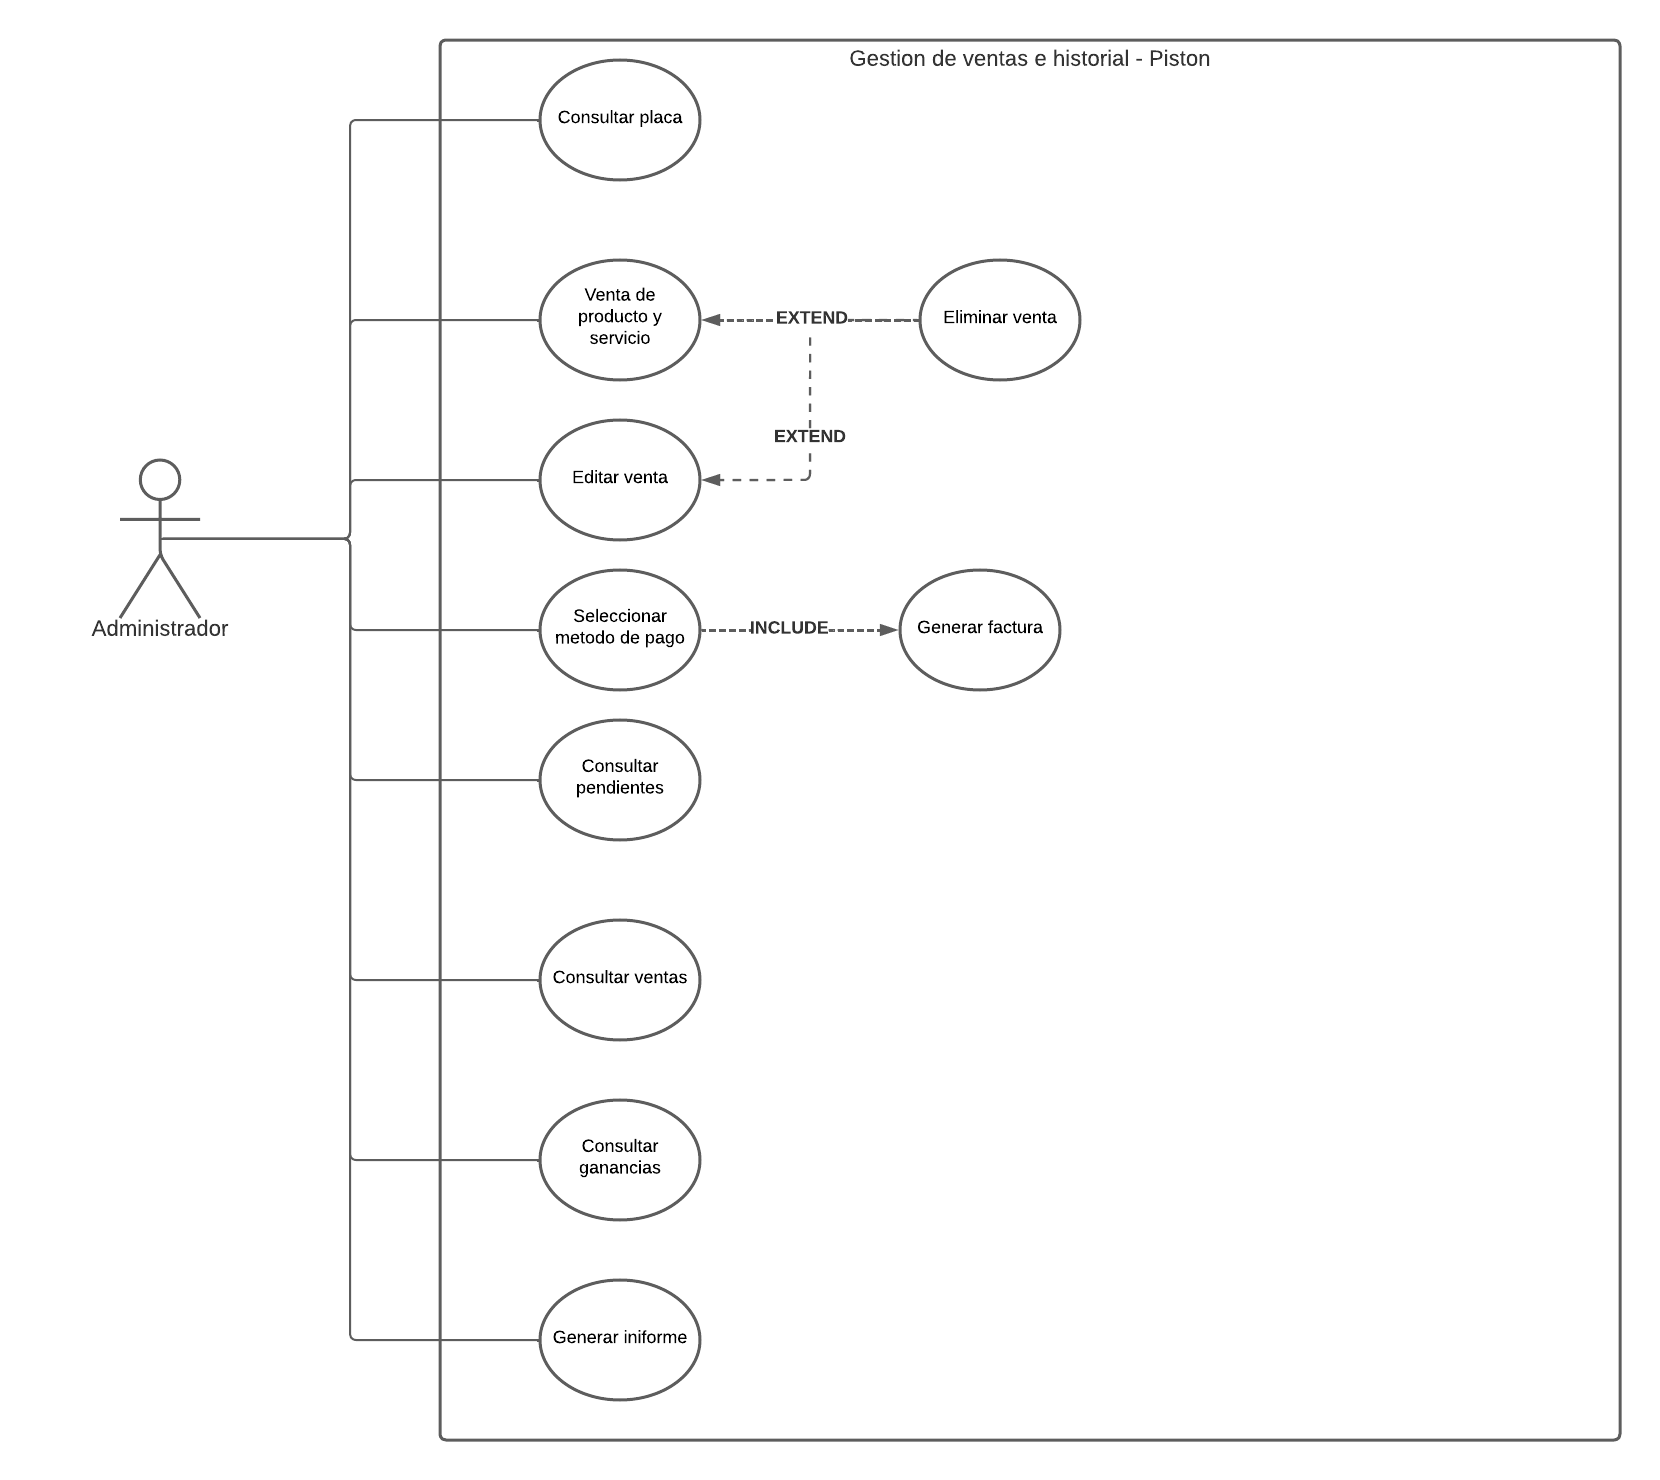 Gestion de ventas e historial - Piston
Consultar placa
Venta de
producto y
servicio
EXTEND
Eliminar venta
EXTEND
Editar venta
Seleccionar
metodo de pago
INCLUDE
Generar factura
Administrador
Consultar
pendientes
Consultar ventas
Consultar
ganancias
Generar iniforme